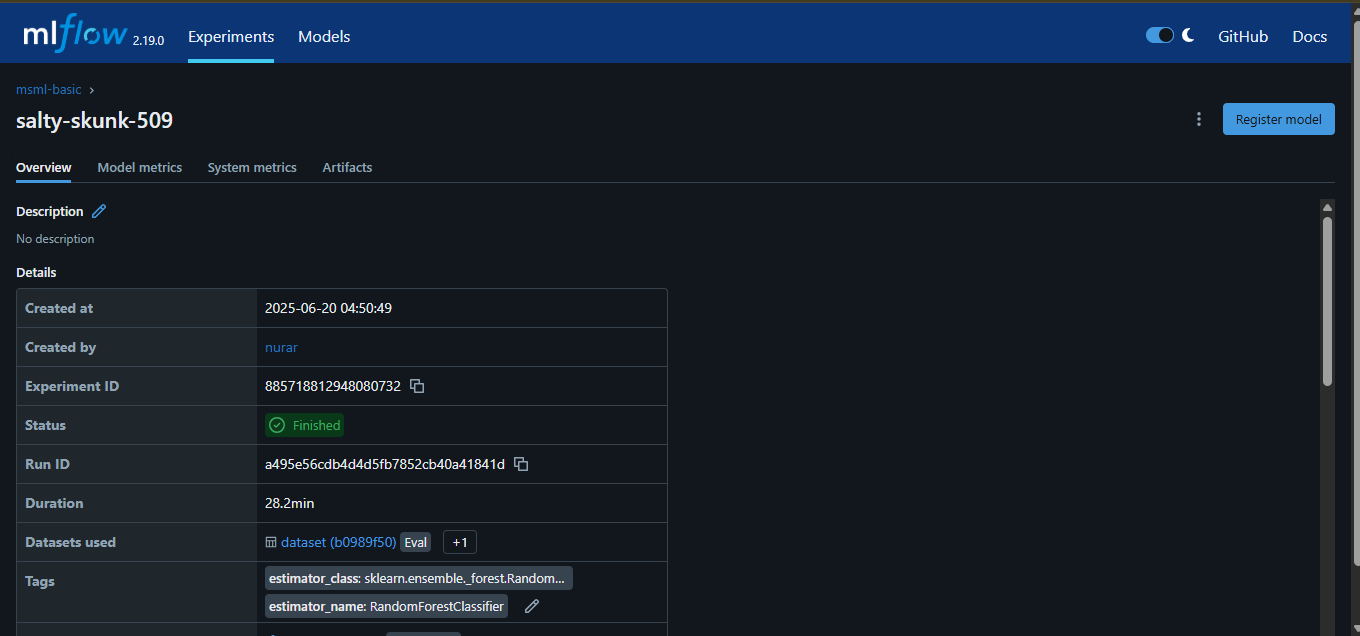 mlflow 2.19.0 Experiments Models GitHub Docs
msml-basic ›
salty-skunk-509
Register model
Overview Model metrics System metrics Artifacts
Description
No description
Details
Created at 2025-06-20 04:50:49
Created by nurar
Experiment ID 885718812948080732
Status Finished
Run ID a495e56cdb4d4d5fb7852cb40a41841d
Duration 28.2min
Datasets used dataset (b0989f50) Eval +1
Tags estimator_class: sklearn.ensemble._forest.Random...
estimator_name: RandomForestClassifier